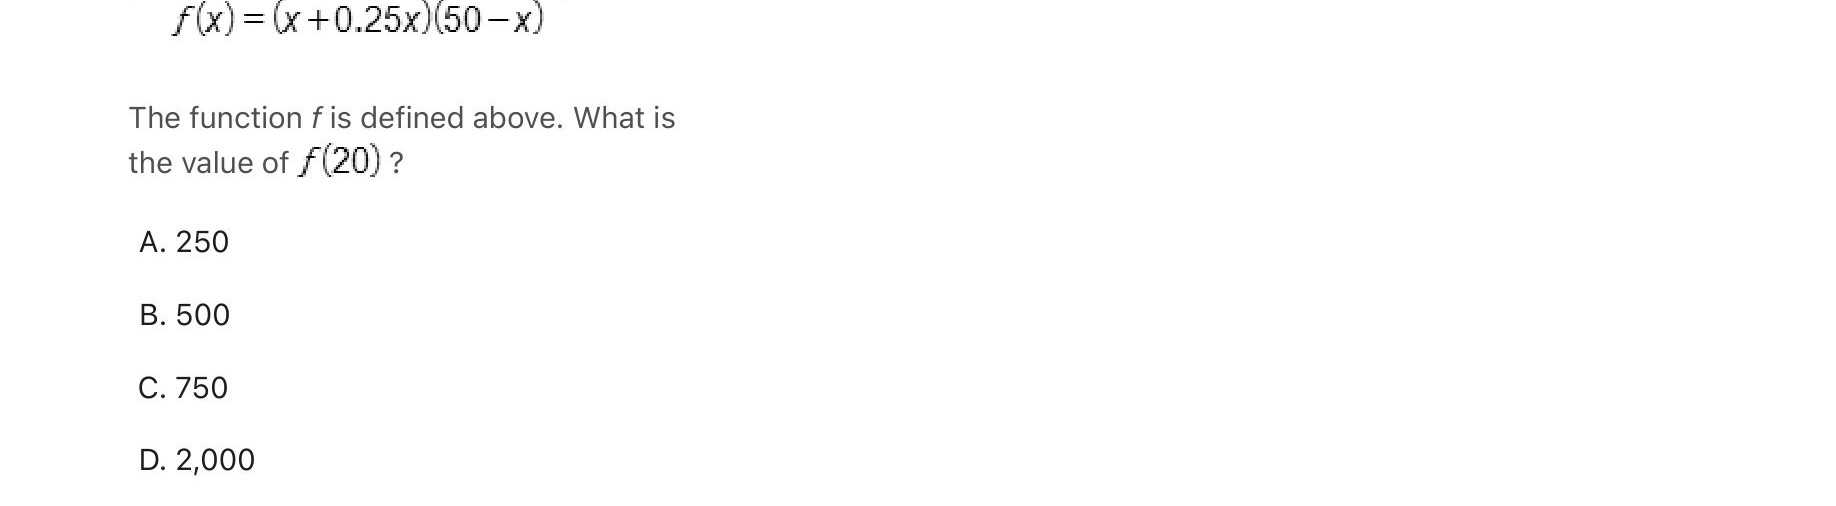 f(x)=(x+0.25x)(50−x)
The function f is defined above. What is
the value of f(20) ?
A. 250
B. 500
C. 750
D. 2,000